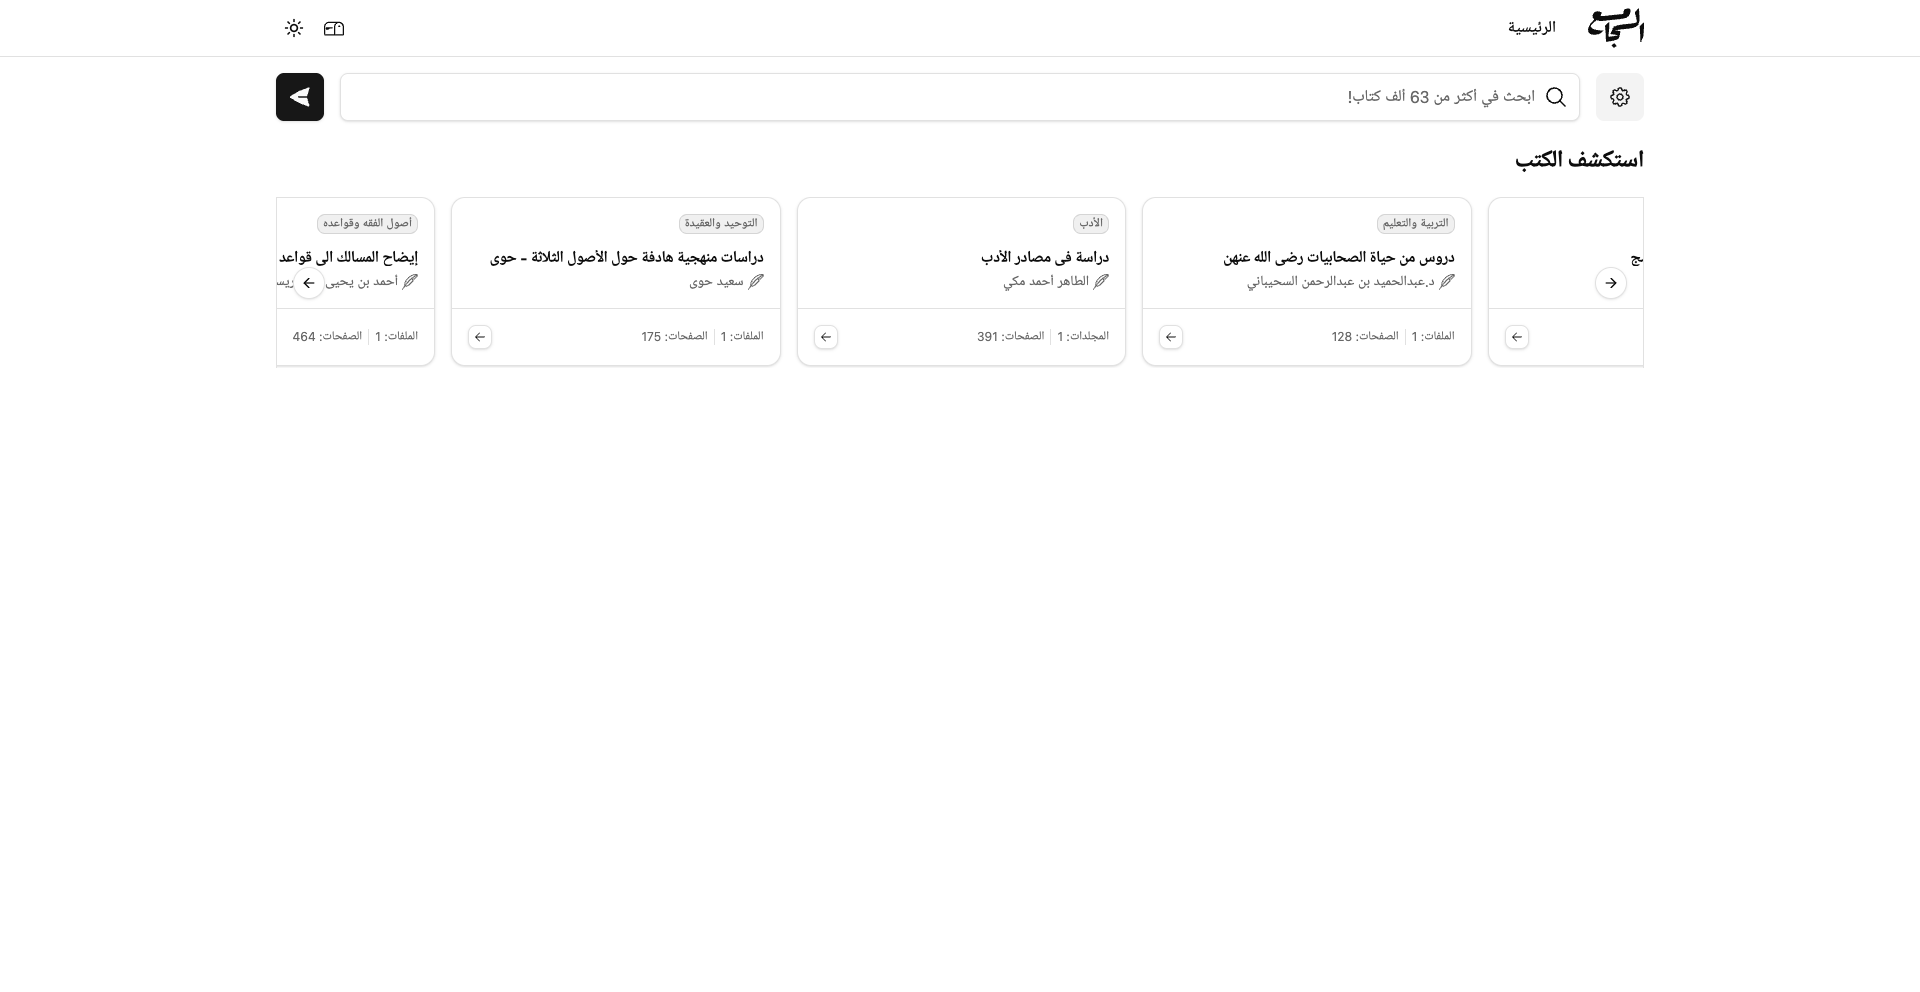 الجامع
الرئيسية
ابحث في أكثر من 63 ألف كتاب!
استكشف الكتب
التربية والتعليم
دروس من حياة الصحابيات رضى الله عنهن
د.عبدالحميد بن عبدالرحمن السحيباني
الملفات: 1
الصفحات: 128
الأدب
دراسة فى مصادر الأدب
الطاهر أحمد مكي
المجلدات: 1
الصفحات: 391
التوحيد والعقيدة
دراسات منهجية هادفة حول الأصول الثلاثة - حوى
سعيد حوى
الملفات: 1
الصفحات: 175
أصول الفقه وقواعده
إيضاح المسالك الى قواعد
أحمد بن يحيى
الملفات: 1
الصفحات: 464